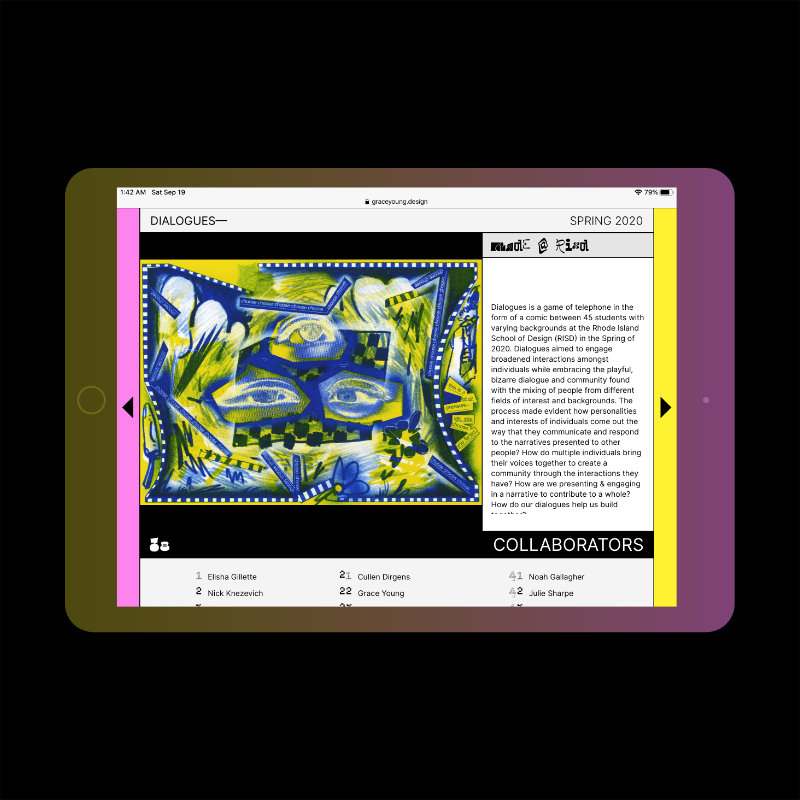 1:42 AM Sat Sep 19
79%
graceyoung.design
DIALOGUES—
SPRING 2020
made @ Risd
Dialogues is a game of telephone in the
form of a comic between 45 students with
varying backgrounds at the Rhode Island
School of Design (RISD) in the Spring of
2020. Dialogues aimed to engage
broadened interactions amongst
individuals while embracing the playful,
bizarre dialogue and community found
with the mixing of people from different
fields of interest and backgrounds. The
process made evident how personalities
and interests of individuals come out the
way that they communicate and respond
to the narratives presented to other
people? How do multiple individuals bring
their voices together to create a
community through the interactions they
have? How are we presenting & engaging
in a narrative to contribute to a whole?
How do our dialogues help us build
together?
choose choose choose choose choose
COLLABORATORS
1 Elisha Gillette
21 Cullen Dirgens
41 Noah Gallagher
2 Nick Knezevich
22 Grace Young
42 Julie Sharpe